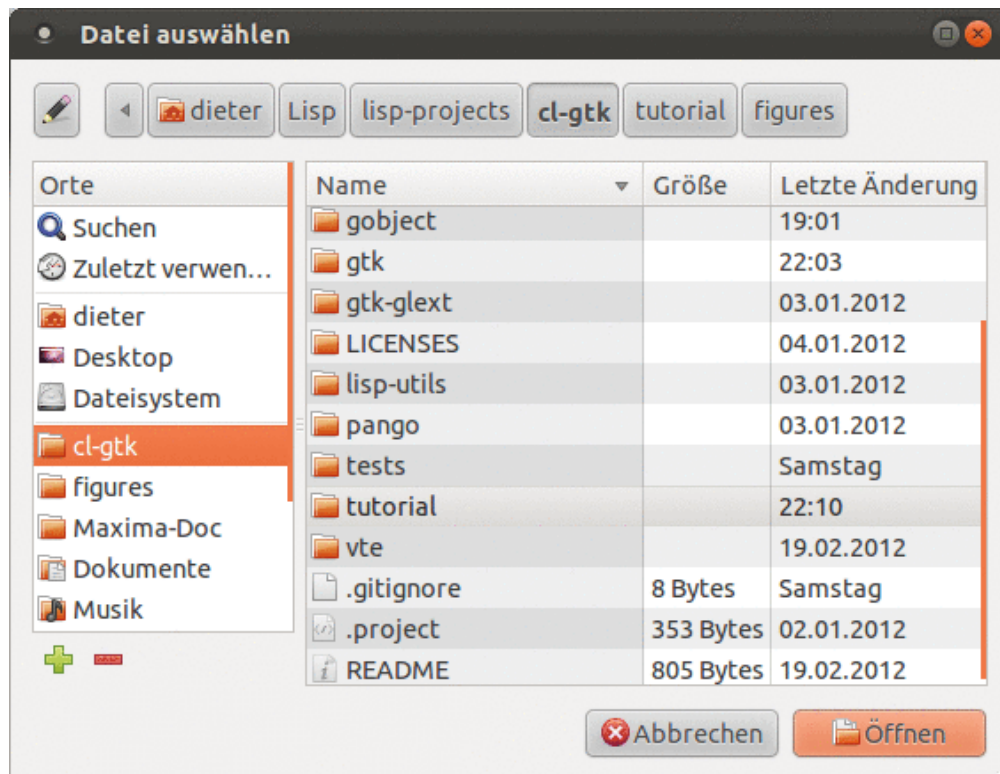 Datei auswählen
dieter Lisp lisp-projects cl-gtk tutorial figures
Orte
Suchen
Zuletzt verwen...
dieter
Desktop
Dateisystem
cl-gtk
figures
Maxima-Doc
Dokumente
Musik
Name Größe Letzte Änderung
gobject 19:01
gtk 22:03
gtk-glext 03.01.2012
LICENSES 04.01.2012
lisp-utils 03.01.2012
pango 03.01.2012
tests Samstag
tutorial 22:10
vte 19.02.2012
.gitignore 8 Bytes Samstag
.project 353 Bytes 02.01.2012
README 805 Bytes 19.02.2012
Abbrechen Öffnen